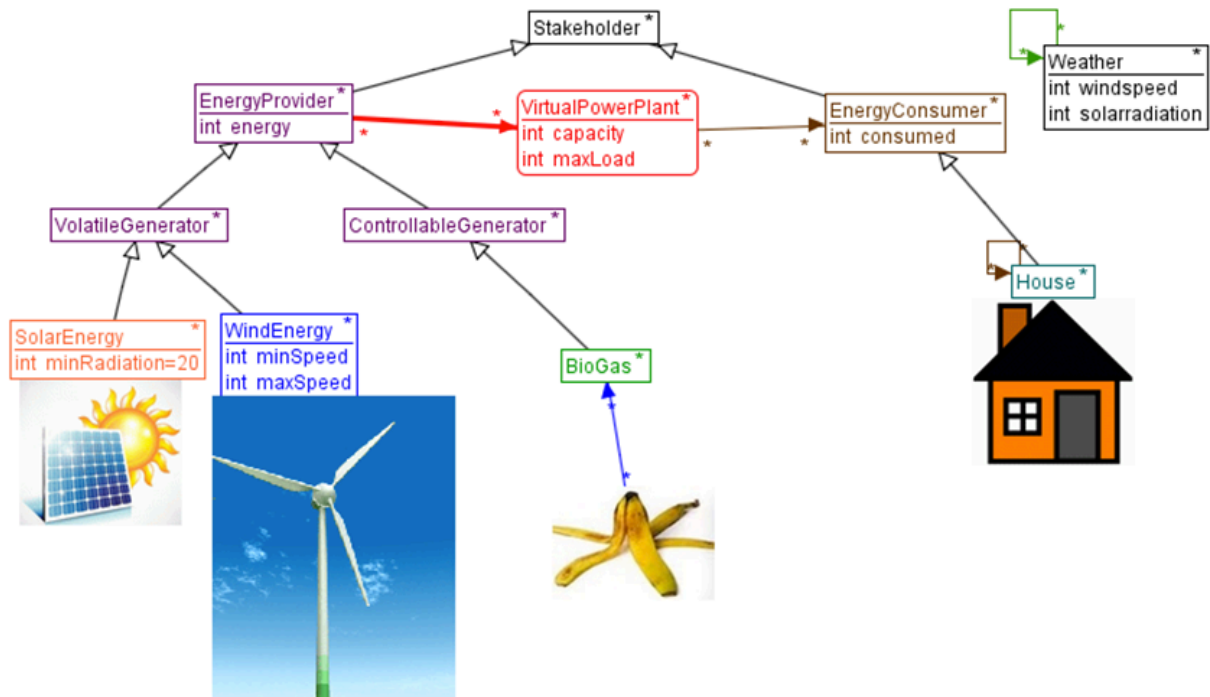 Stakeholder *
*
* Weather *
int windspeed
int solarradiation
EnergyProvider *
int energy
*
*
VirtualPowerPlant *
int capacity
int maxLoad
*
*
EnergyConsumer *
int consumed
VolatileGenerator *
ControllableGenerator *
*
*
House *
SolarEnergy *
int minRadiation=20
WindEnergy *
int minSpeed
int maxSpeed
BioGas *
*
*